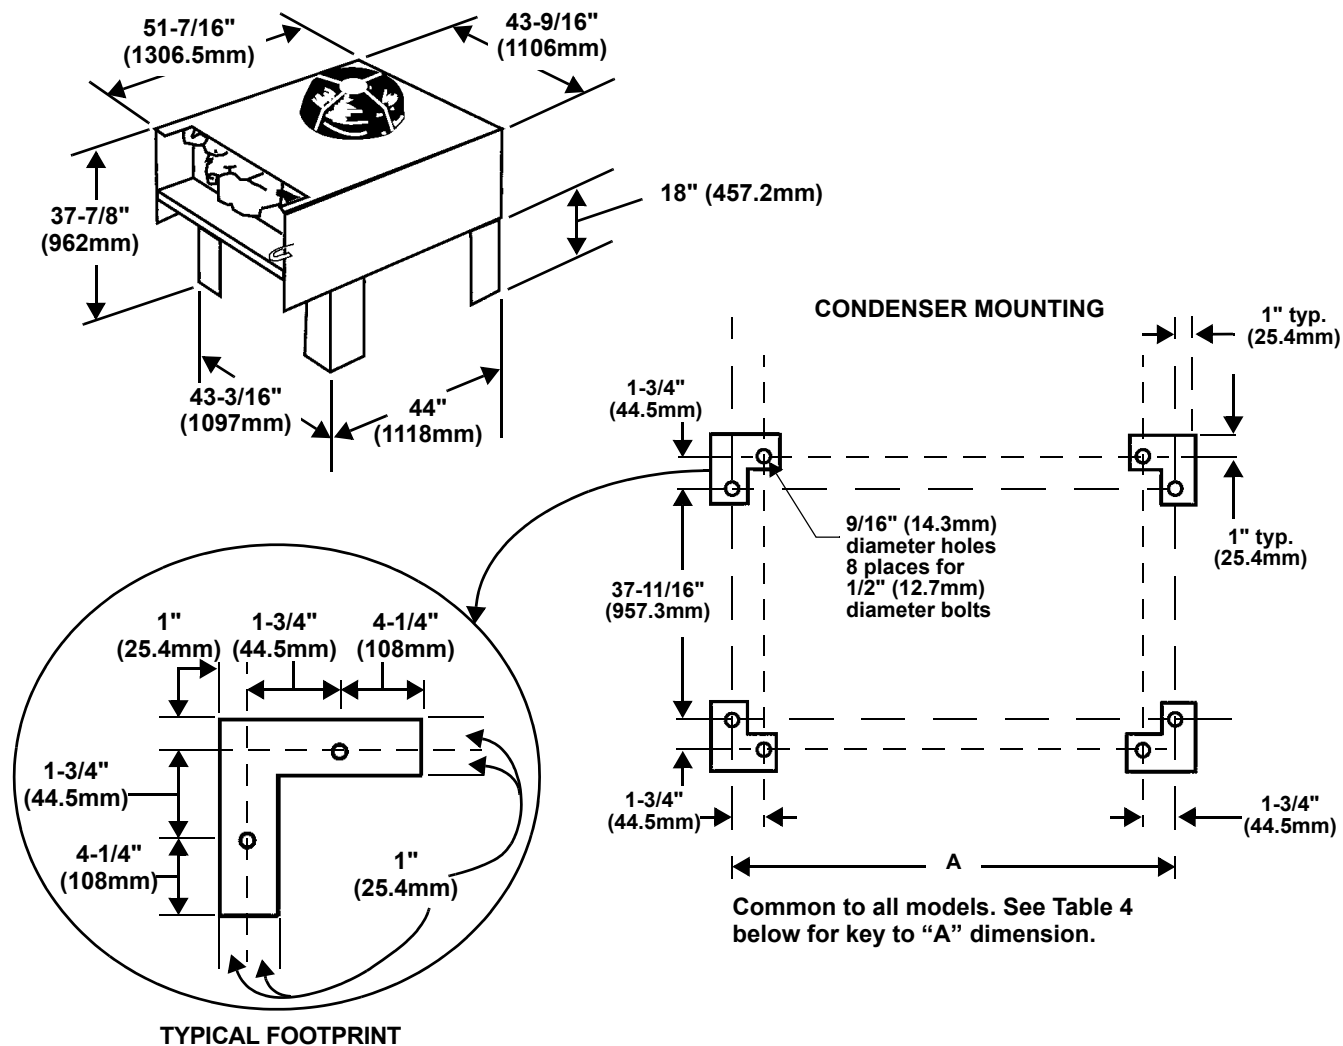 51-7/16"
(1306.5mm)
43-9/16"
(1106mm)
37-7/8"
(962mm)
18" (457.2mm)
43-3/16"
(1097mm)
44"
(1118mm)
CONDENSER MOUNTING
1" typ.
(25.4mm)
1-3/4"
(44.5mm)
9/16" (14.3mm)
diameter holes
8 places for
1/2" (12.7mm)
diameter bolts
1" typ.
(25.4mm)
37-11/16"
(957.3mm)
1-3/4"
(44.5mm)
1-3/4"
(44.5mm)
A
Common to all models. See Table 4
below for key to “A” dimension.
1"
(25.4mm)
1-3/4"
(44.5mm)
4-1/4"
(108mm)
1-3/4"
(44.5mm)
4-1/4"
(108mm)
1"
(25.4mm)
TYPICAL FOOTPRINT